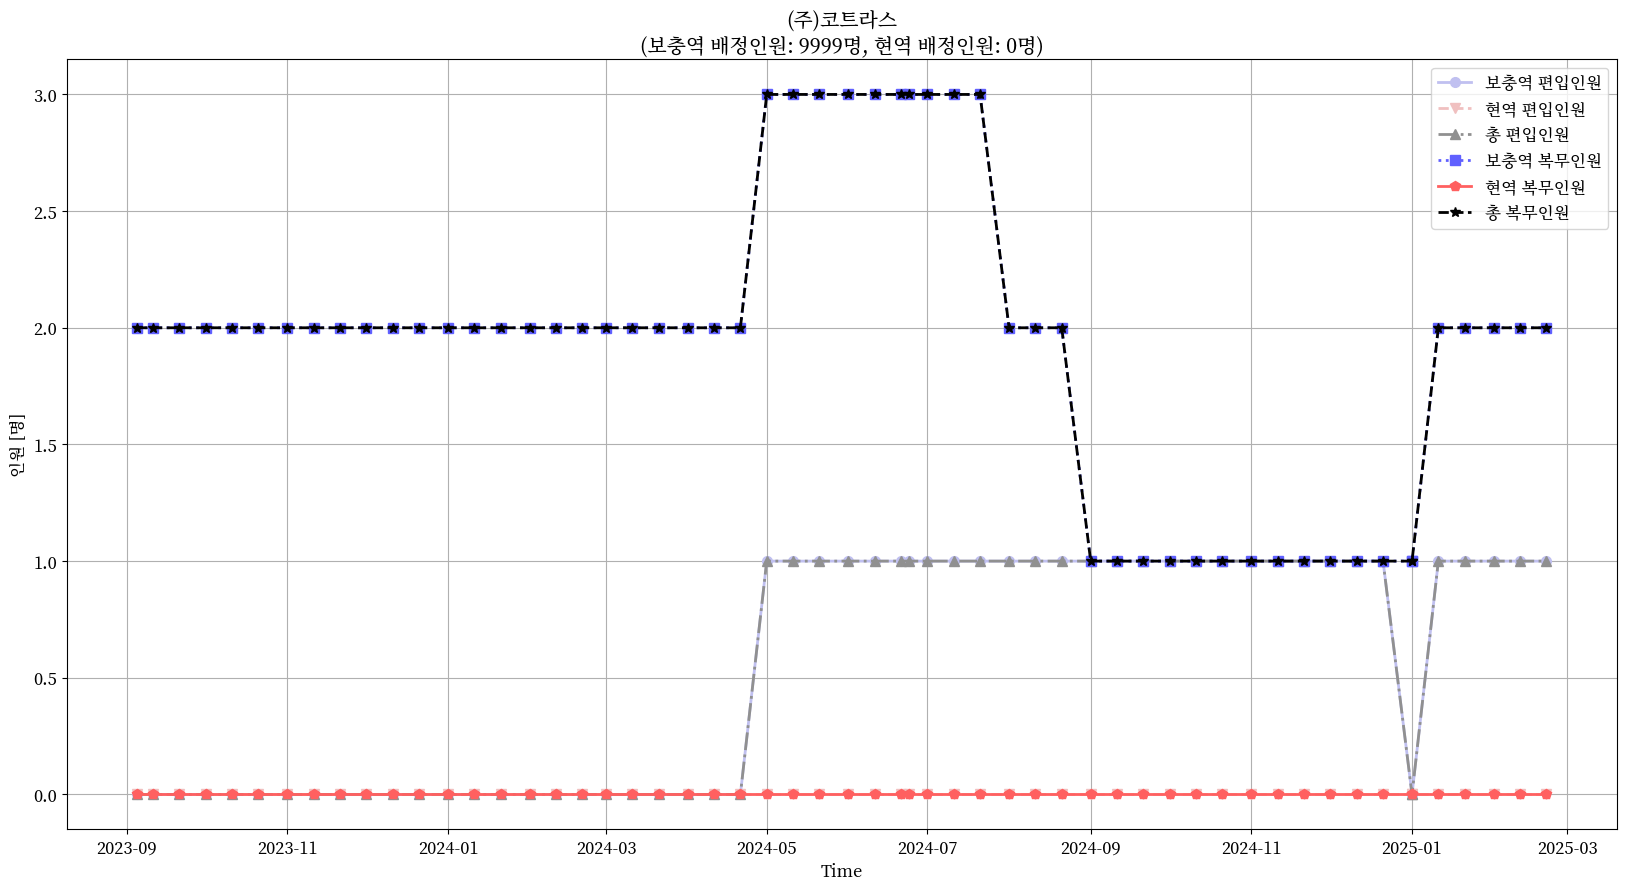 (주)코트라스
(보충역 배정인원: 9999명, 현역 배정인원: 0명)
보충역 편입인원
현역 편입인원
총 편입인원
보충역 복무인원
현역 복무인원
총 복무인원
인원 [명]
3.0
2.5
2.0
1.5
1.0
0.5
0.0
2023-09 2023-11 2024-01 2024-03 2024-05 2024-07 2024-09 2024-11 2025-01 2025-03
Time